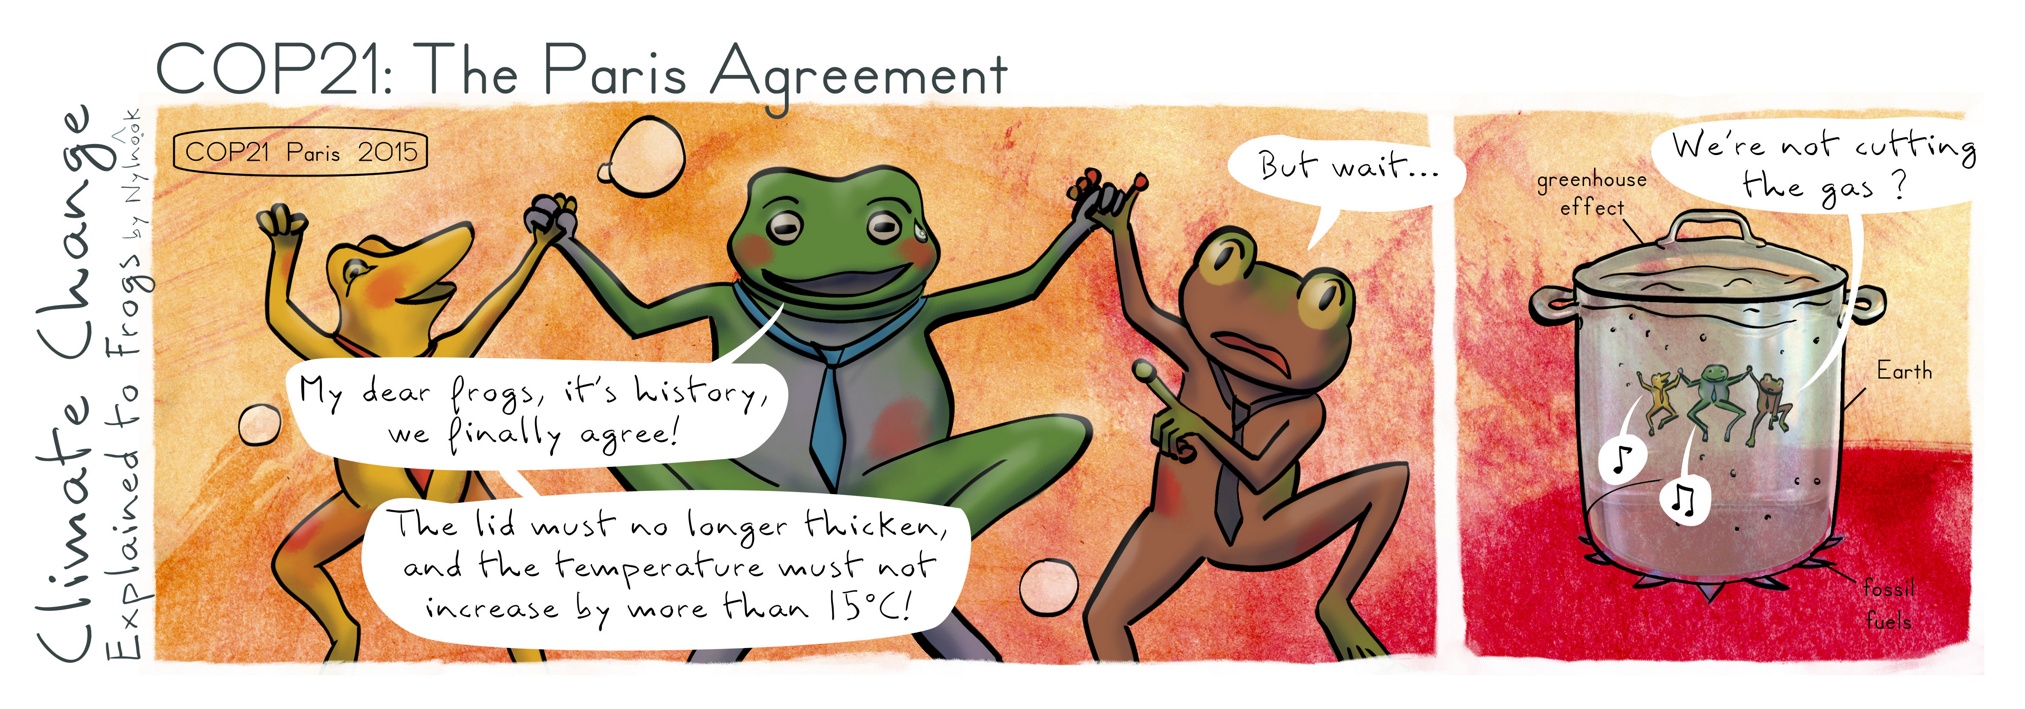 COP21: The Paris Agreement
Climate Change
Explained to Frogs by Nylnook
COP21 Paris 2015
My dear frogs, it's history,
we finally agree!
The lid must no longer thicken,
and the temperature must not
increase by more than 15°C!
But wait...
We're not cutting
the gas ?
greenhouse
effect
Earth
fossil
fuels